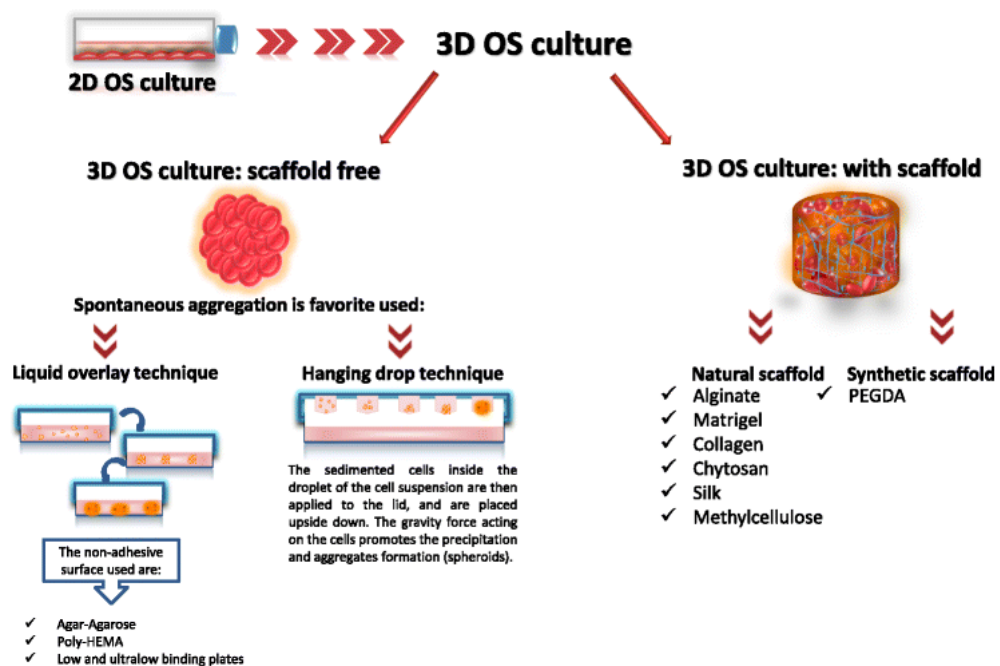 3D OS culture
2D OS culture
3D OS culture: scaffold free
3D OS culture: with scaffold
Spontaneous aggregation is favorite used:
Liquid overlay technique
Hanging drop technique
The sedimented cells inside the
droplet of the cell suspension are then
applied to the lid, and are placed
upside down. The gravity force acting
on the cells promotes the precipitation
and aggregates formation (spheroids).
The non-adhesive
surface used are:
✓ Agar-Agarose
✓ Poly-HEMA
✓ Low and ultralow binding plates
Natural scaffold
✓ Alginate
✓ Matrigel
✓ Collagen
✓ Chytosan
✓ Silk
✓ Methylcellulose
Synthetic scaffold
✓ PEGDA